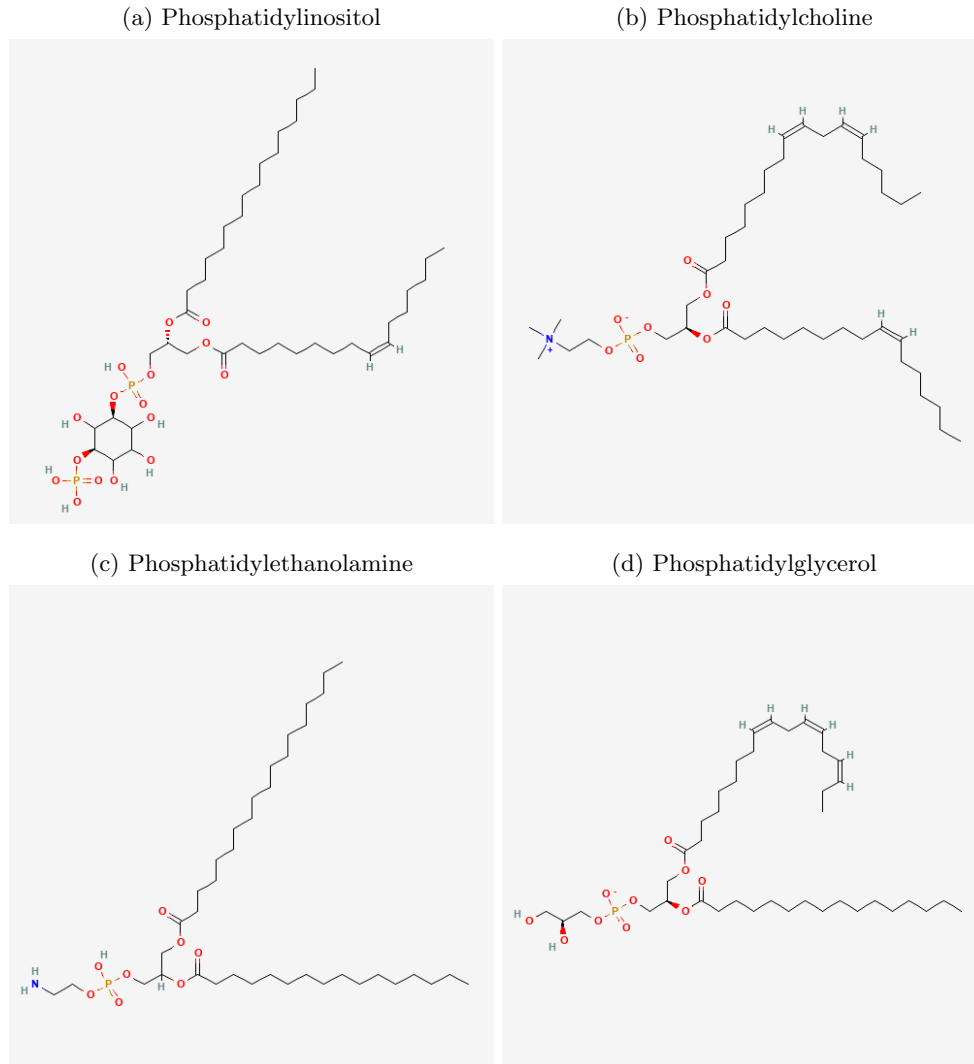 (a) Phosphatidylinositol
(b) Phosphatidylcholine
O
O
O
O
H
O
O
H
P
O
O
H
O
O
H
H
O
O
H
O
O
H
H
O
P
O
O
H
O
H
H
H
H
H
O
O
O
O-
H
H
N
+
O
P
O
O
O
(c) Phosphatidylethanolamine
(d) Phosphatidylglycerol
O
O
H
O
O
H
N
H
O
P
O
O
H
O
H
H
H
H
H
H
O
O
O
O-
O
H
O
O
P
O
O
H
O